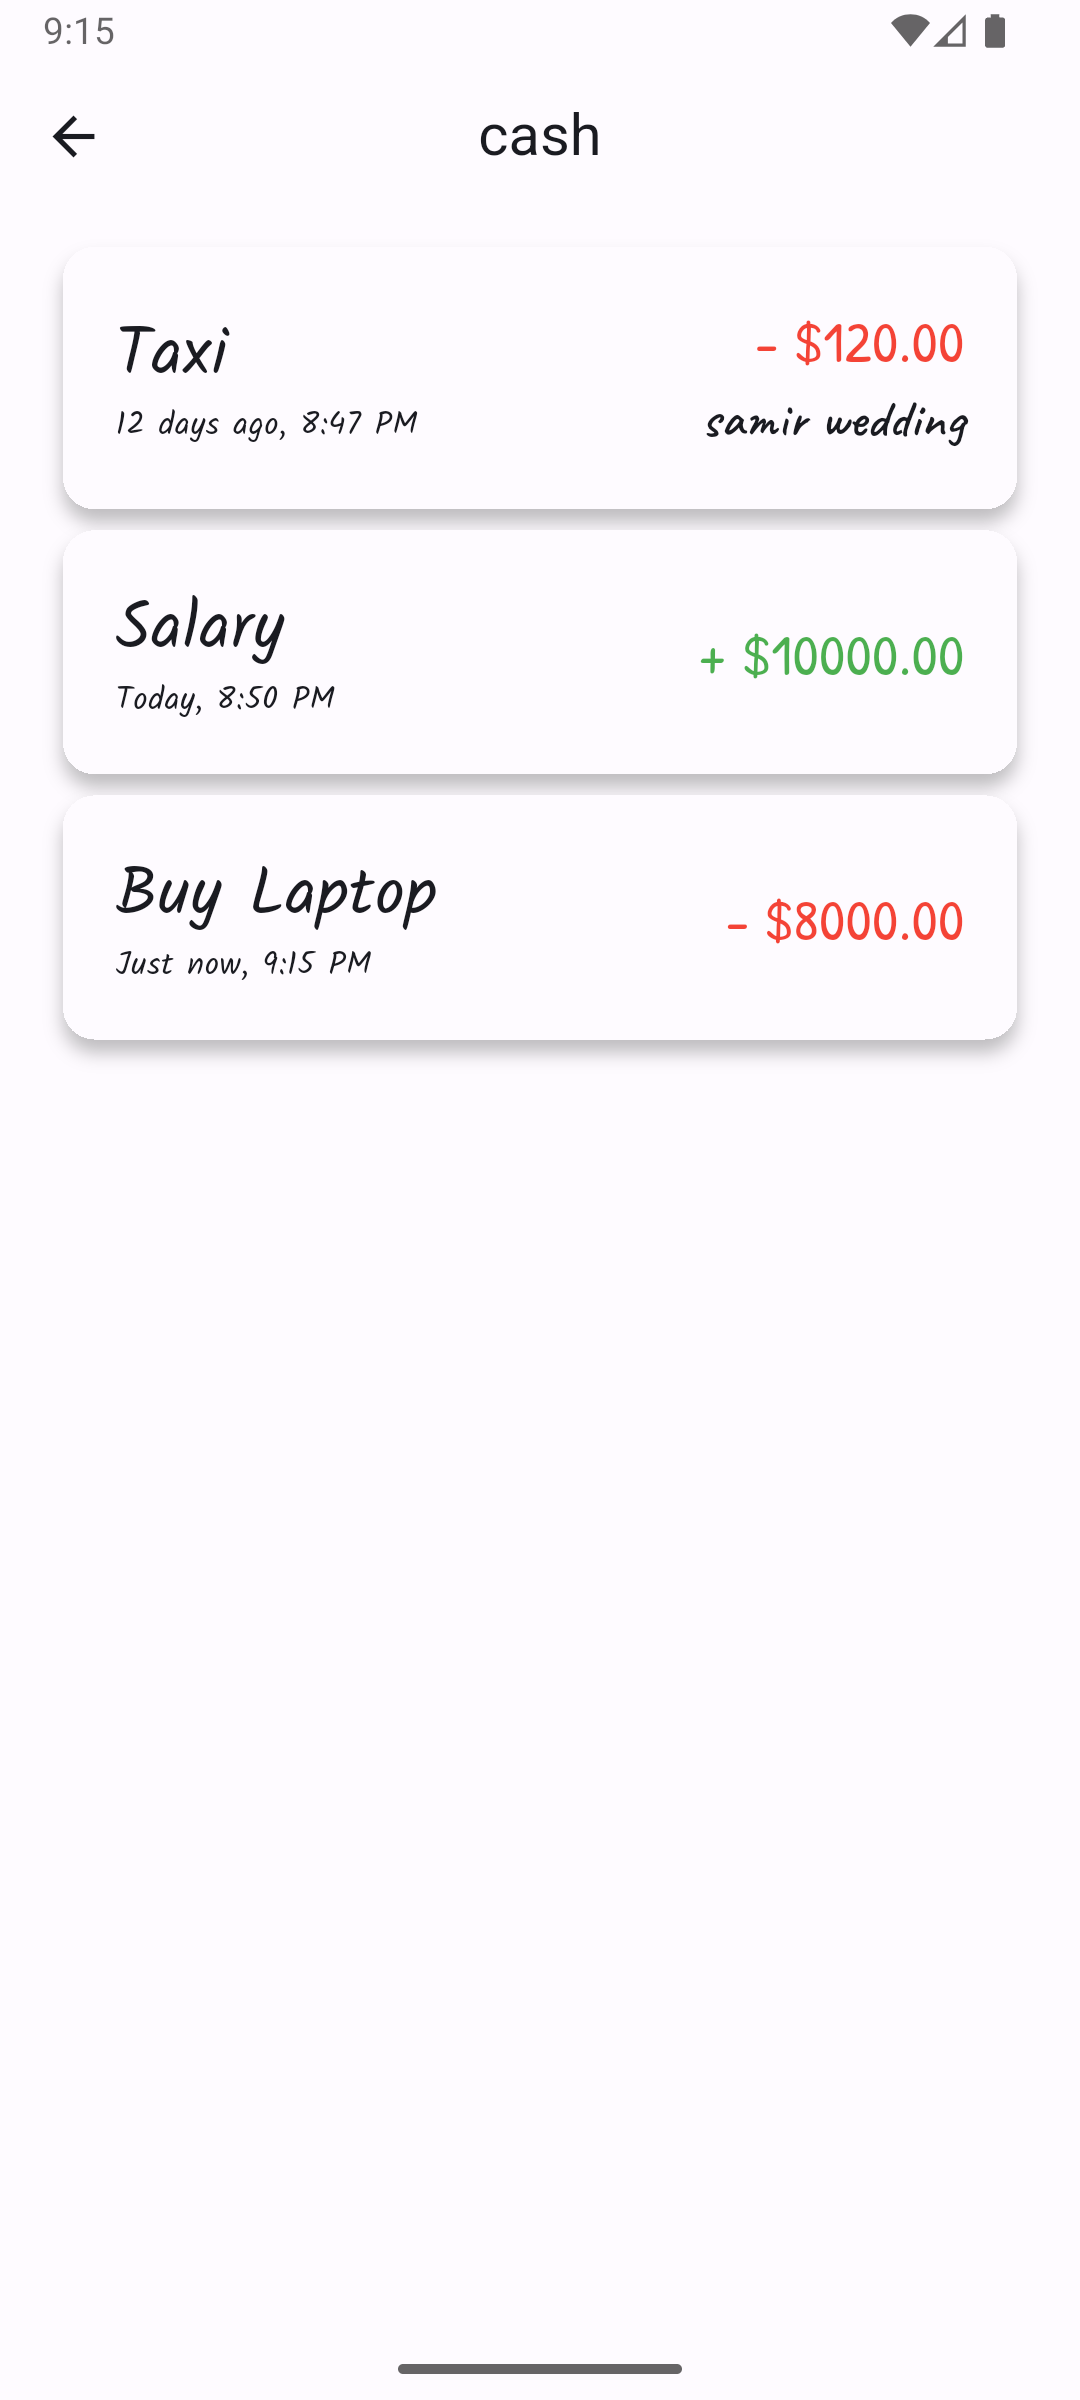 9:15
cash
Taxi
- $120.00
12 days ago, 8:47 PM
samir wedding
Salary
+ $10000.00
Today, 8:50 PM
Buy Laptop
- $8000.00
Just now, 9:15 PM